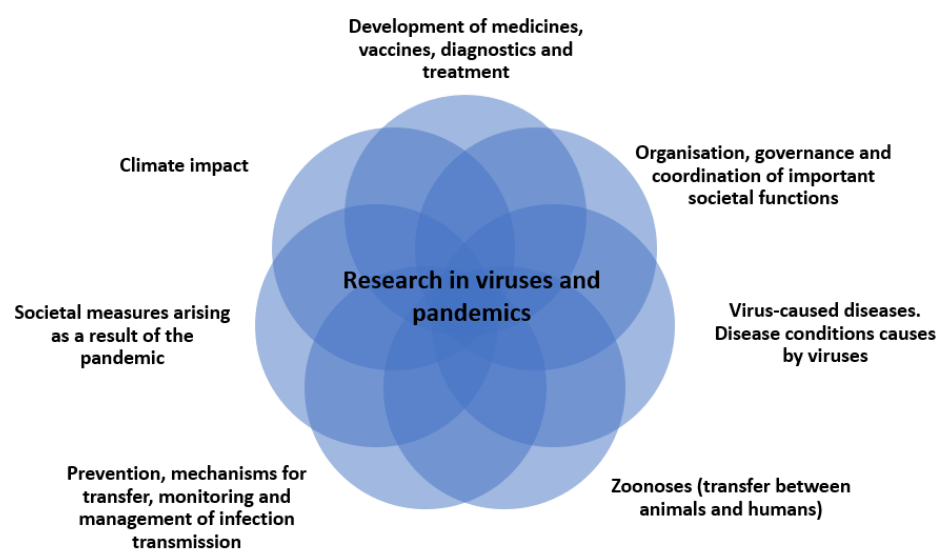 Development of medicines,
vaccines, diagnostics and
treatment
Climate impact
Organisation, governance and
coordination of important
societal functions
Research in viruses and
pandemics
Societal measures arising
as a result of the
pandemic
Virus-caused diseases.
Disease conditions causes
by viruses
Prevention, mechanisms for
transfer, monitoring and
management of infection
transmission
Zoonoses (transfer between
animals and humans)